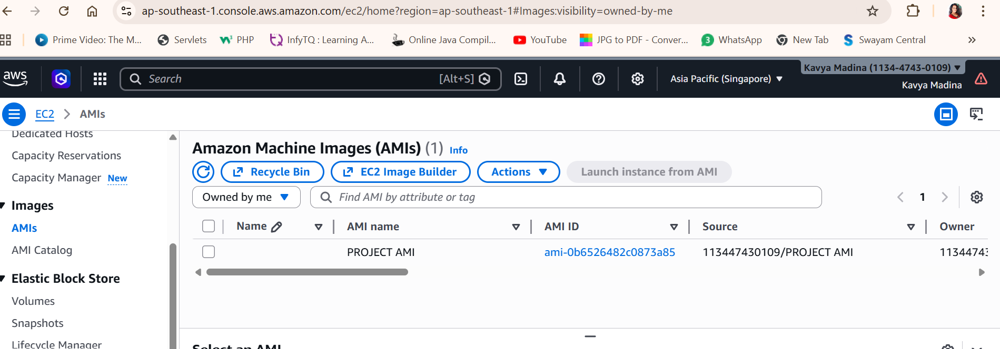 ap-southeast-1.console.aws.amazon.com/ec2/home?region=ap-southeast-1#Images:visibility=owned-by-me
Prime Video: The M... Servlets W3 PHP InfyTQ : Learning A... Online Java Compil... YouTube JPG to PDF - Conver... 3 WhatsApp New Tab S Swayam Central »
aws Search [Alt+S] Asia Pacific (Singapore) Kavya Madina (1134-4743-0109)
Kavya Madina
EC2 > AMIs
Dedicated Hosts
Capacity Reservations
Capacity Manager New
Images
AMIs
AMI Catalog
Elastic Block Store
Volumes
Snapshots
Lifecycle Manager
Amazon Machine Images (AMIs) (1) Info
Recycle Bin EC2 Image Builder Actions Launch instance from AMI
Owned by me Find AMI by attribute or tag < 1 >
Name AMI name AMI ID Source Owner
PROJECT AMI ami-0b6526482c0873a85 113447430109/PROJECT AMI 11344743
Select an AMI